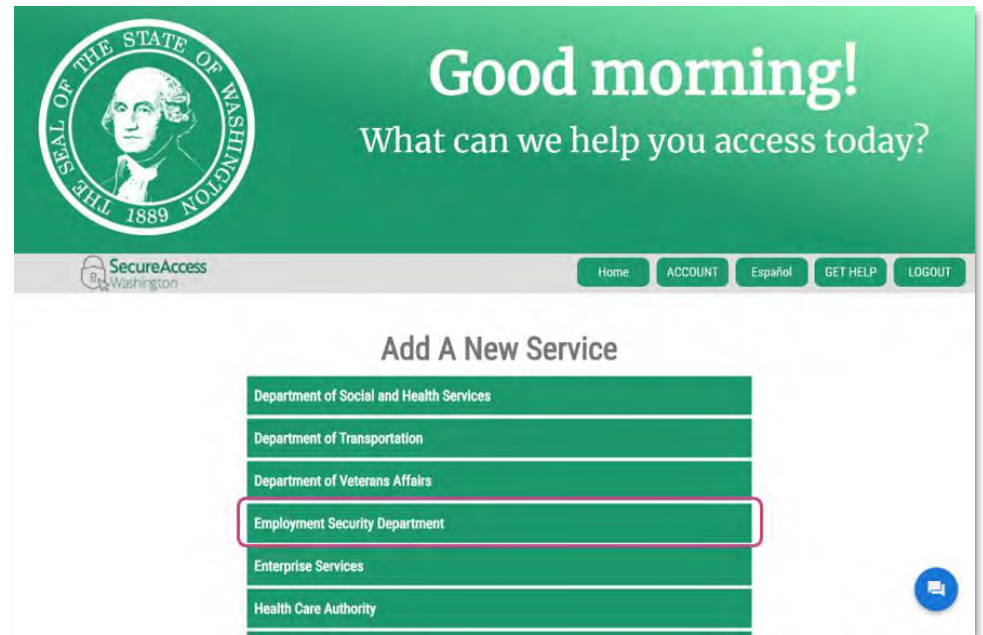 THE SEAL OF THE STATE OF WASHINGTON
1889
Good morning!
What can we help you access today?
SecureAccess
Washington
Home ACCOUNT Español GET HELP LOGOUT
Add A New Service
Department of Social and Health Services
Department of Transportation
Department of Veterans Affairs
Employment Security Department
Enterprise Services
Health Care Authority